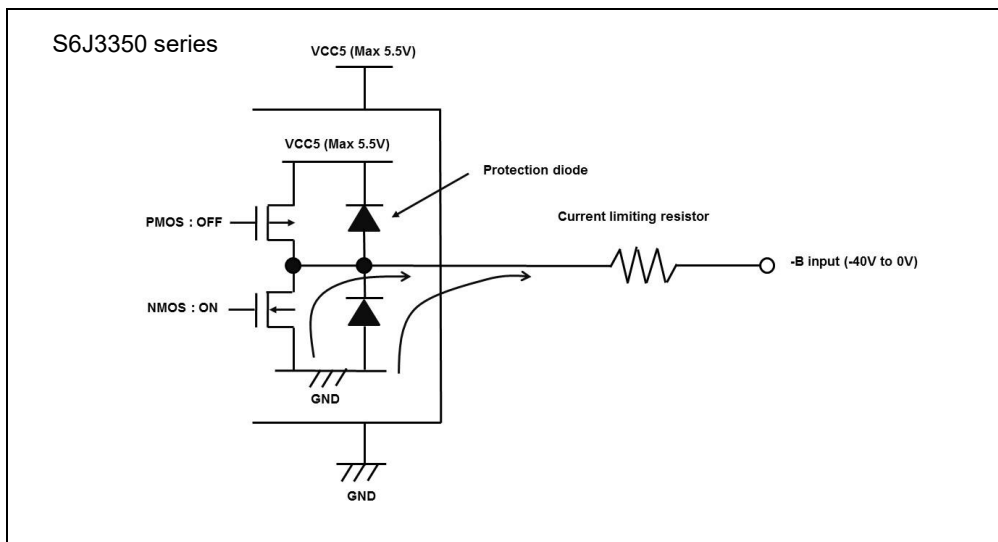 S6J3350 series
VCC5 (Max 5.5V)
VCC5 (Max 5.5V)
Protection diode
Current limiting resistor
PMOS : OFF
-B input (-40V to 0V)
NMOS : ON
GND
GND